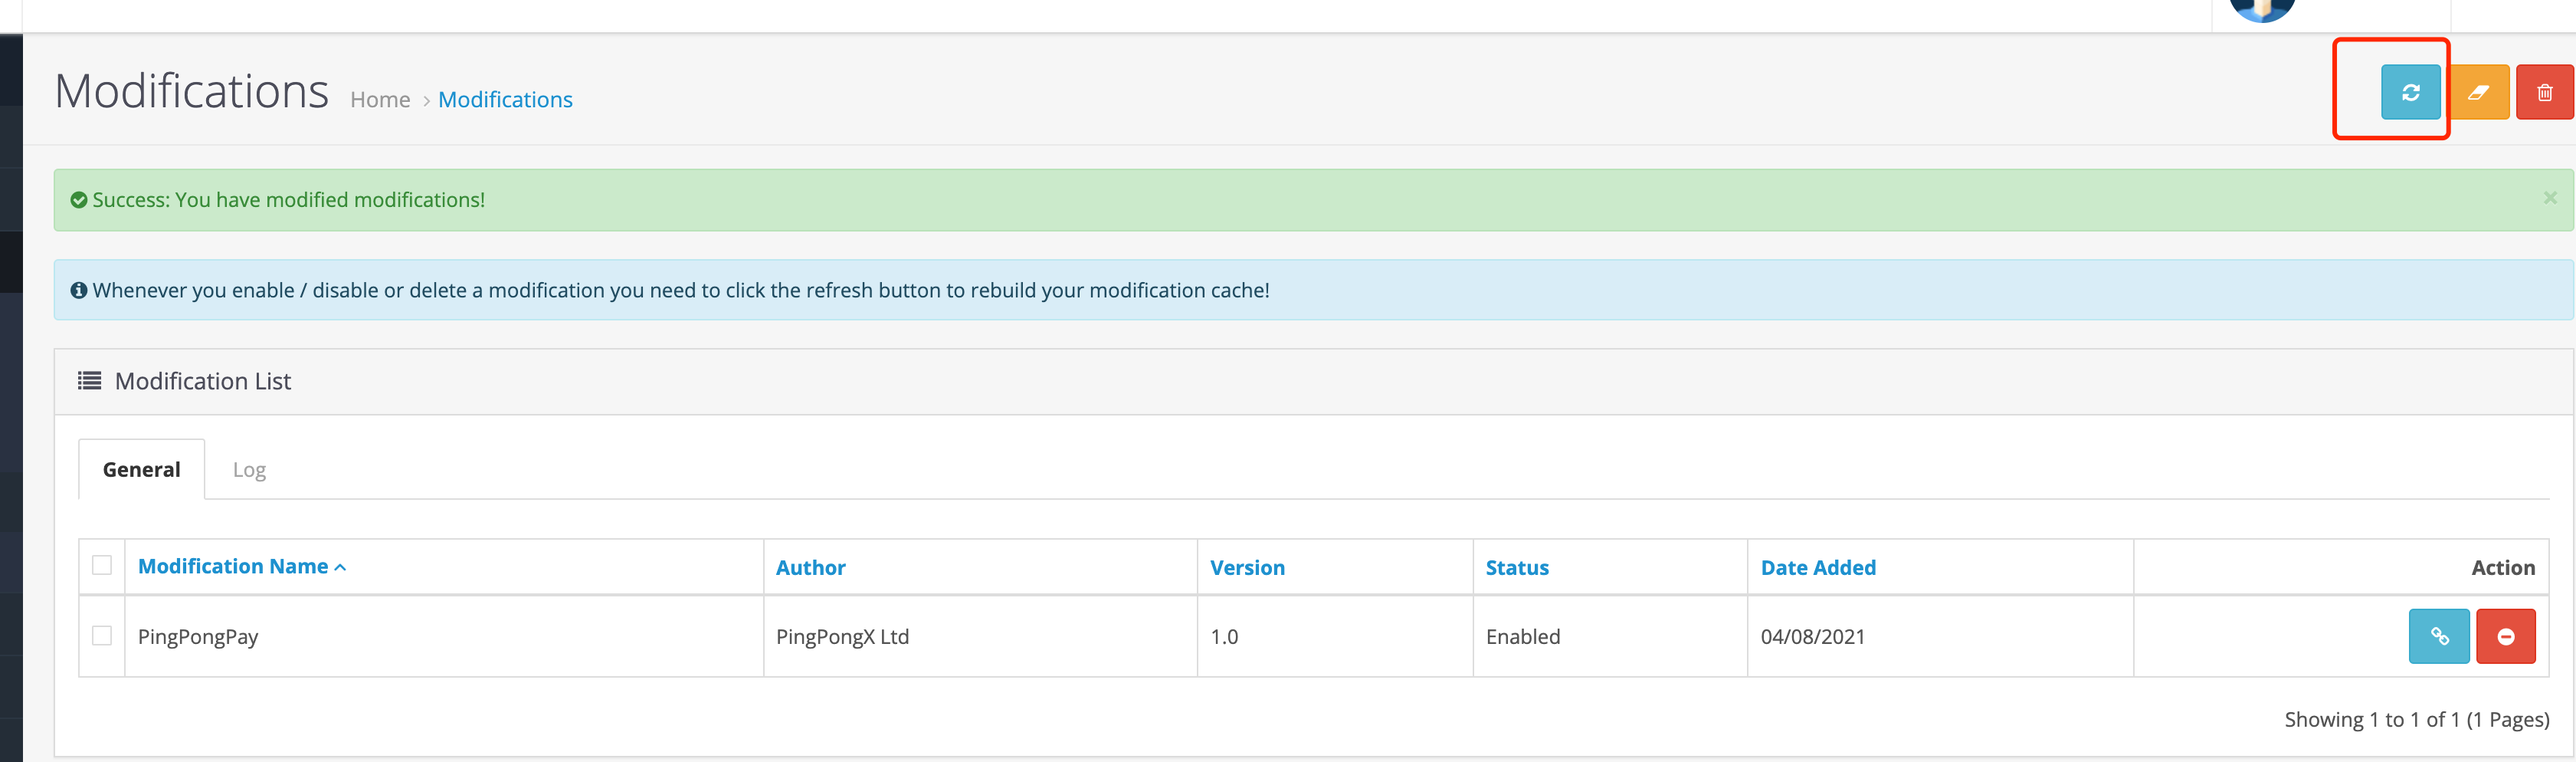 Modifications Home › Modifications
Success: You have modified modifications!
Whenever you enable / disable or delete a modification you need to click the refresh button to rebuild your modification cache!
Modification List
General Log
Modification Name Author Version Status Date Added Action
PingPongPay PingPongX Ltd 1.0 Enabled 04/08/2021
Showing 1 to 1 of 1 (1 Pages)